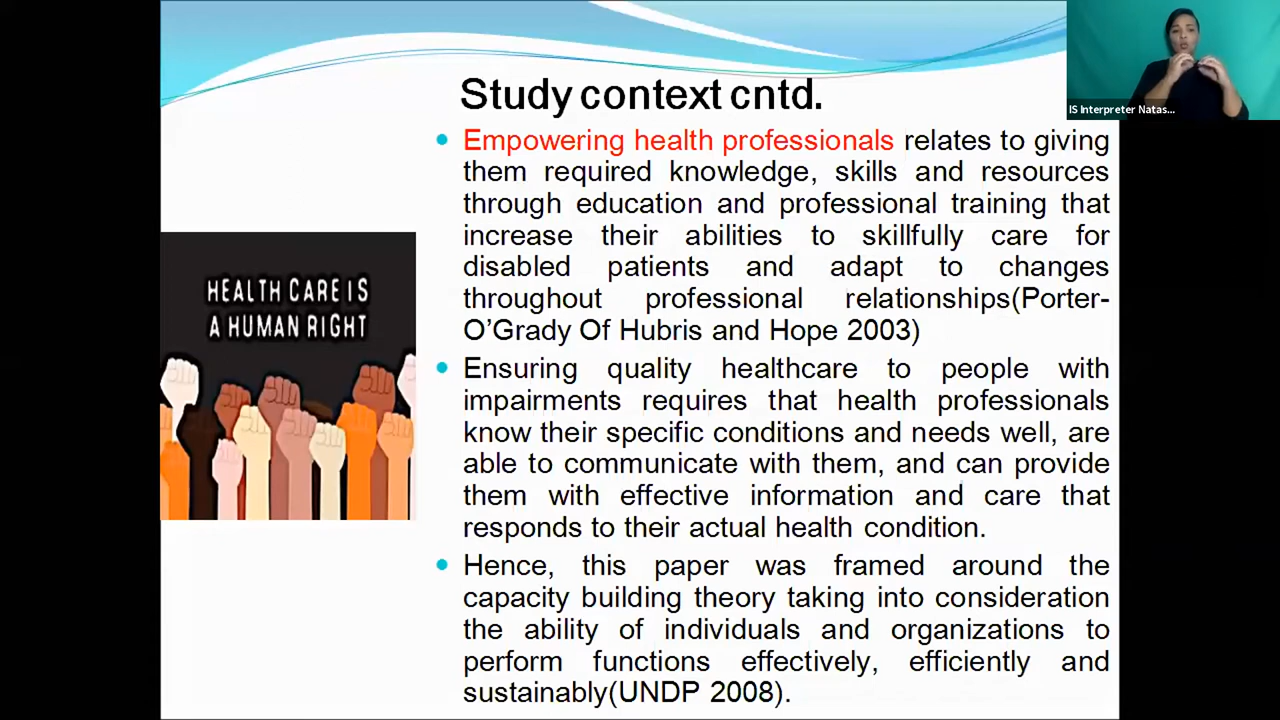 Study context cntd.
IS Interpreter Natas...
Empowering health professionals relates to giving
them required knowledge, skills and resources
through education and professional training that
increase their abilities to skillfully care for
disabled patients and adapt to changes
throughout professional relationships(Porter-
O’Grady Of Hubris and Hope 2003)
HEALTH CARE IS
A HUMAN RIGHT
Ensuring quality healthcare to people with
impairments requires that health professionals
know their specific conditions and needs well, are
able to communicate with them, and can provide
them with effective information and care that
responds to their actual health condition.
Hence, this paper was framed around the
capacity building theory taking into consideration
the ability of individuals and organizations to
perform functions effectively, efficiently and
sustainably(UNDP 2008).